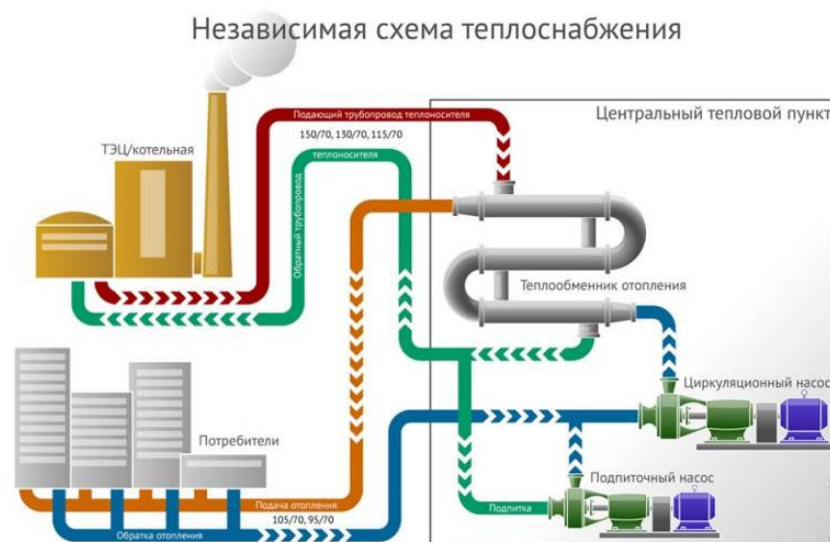 Независимая схема теплоснабжения
Центральный тепловой пункт
Подающий трубопровод теплоносителя
150/70, 130/70, 115/70
ТЭЦ/котельная
теплоносителя
Обратный трубопровод
Теплообменник отопления
Циркуляционный насос
Потребители
Подпиточный насос
Подача отопления
105/70, 95/70
Подпитка
Обратка отопления